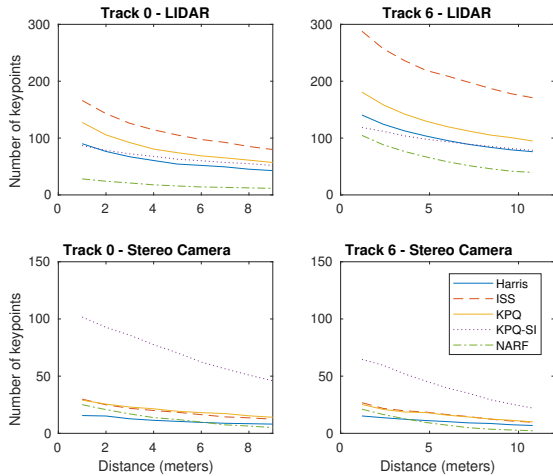 Track 0 - LIDAR
Track 6 - LIDAR
300
200
100
0
0 2 4 6 8
Number of keypoints
300
200
100
0
0 5 10
Track 0 - Stereo Camera
Track 6 - Stereo Camera
150
100
50
0
0 2 4 6 8
Number of keypoints
Distance (meters)
150
100
50
0
0 5 10
Distance (meters)
Harris
ISS
KPQ
KPQ-SI
NARF